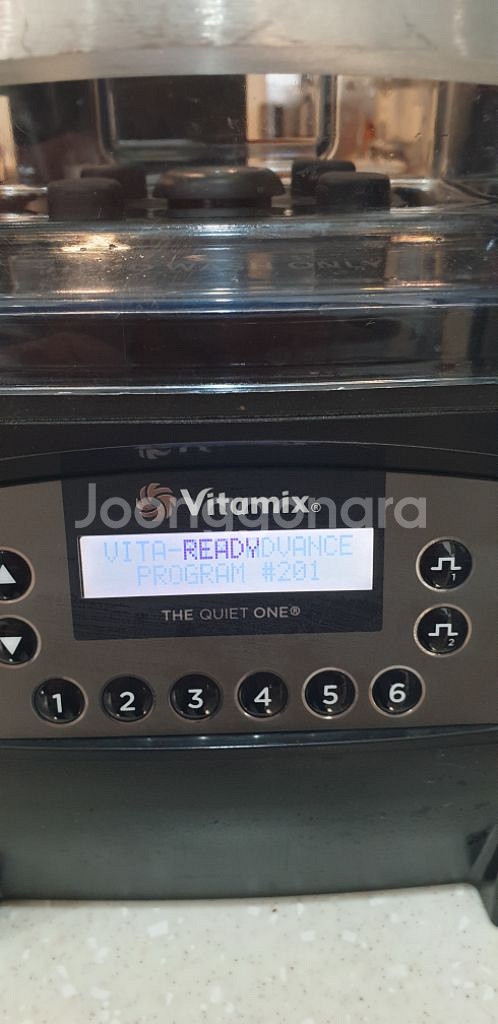 Vitamix®
Joonggonara
VITA-READYDVANCE
PROGRAM #201
THE QUIET ONE®
1
2
1 2 3 4 5 6